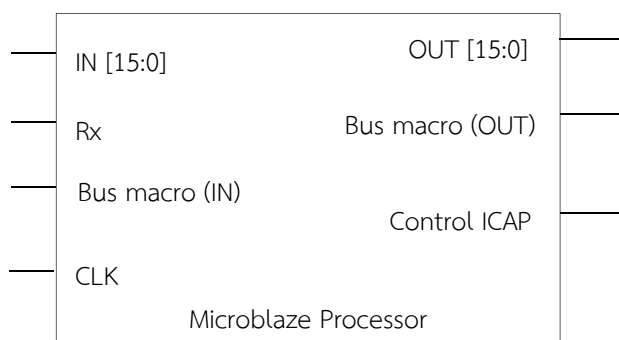 IN [15:0]
OUT [15:0]
Rx
Bus macro (OUT)
Bus macro (IN)
Control ICAP
CLK
Microblaze Processor